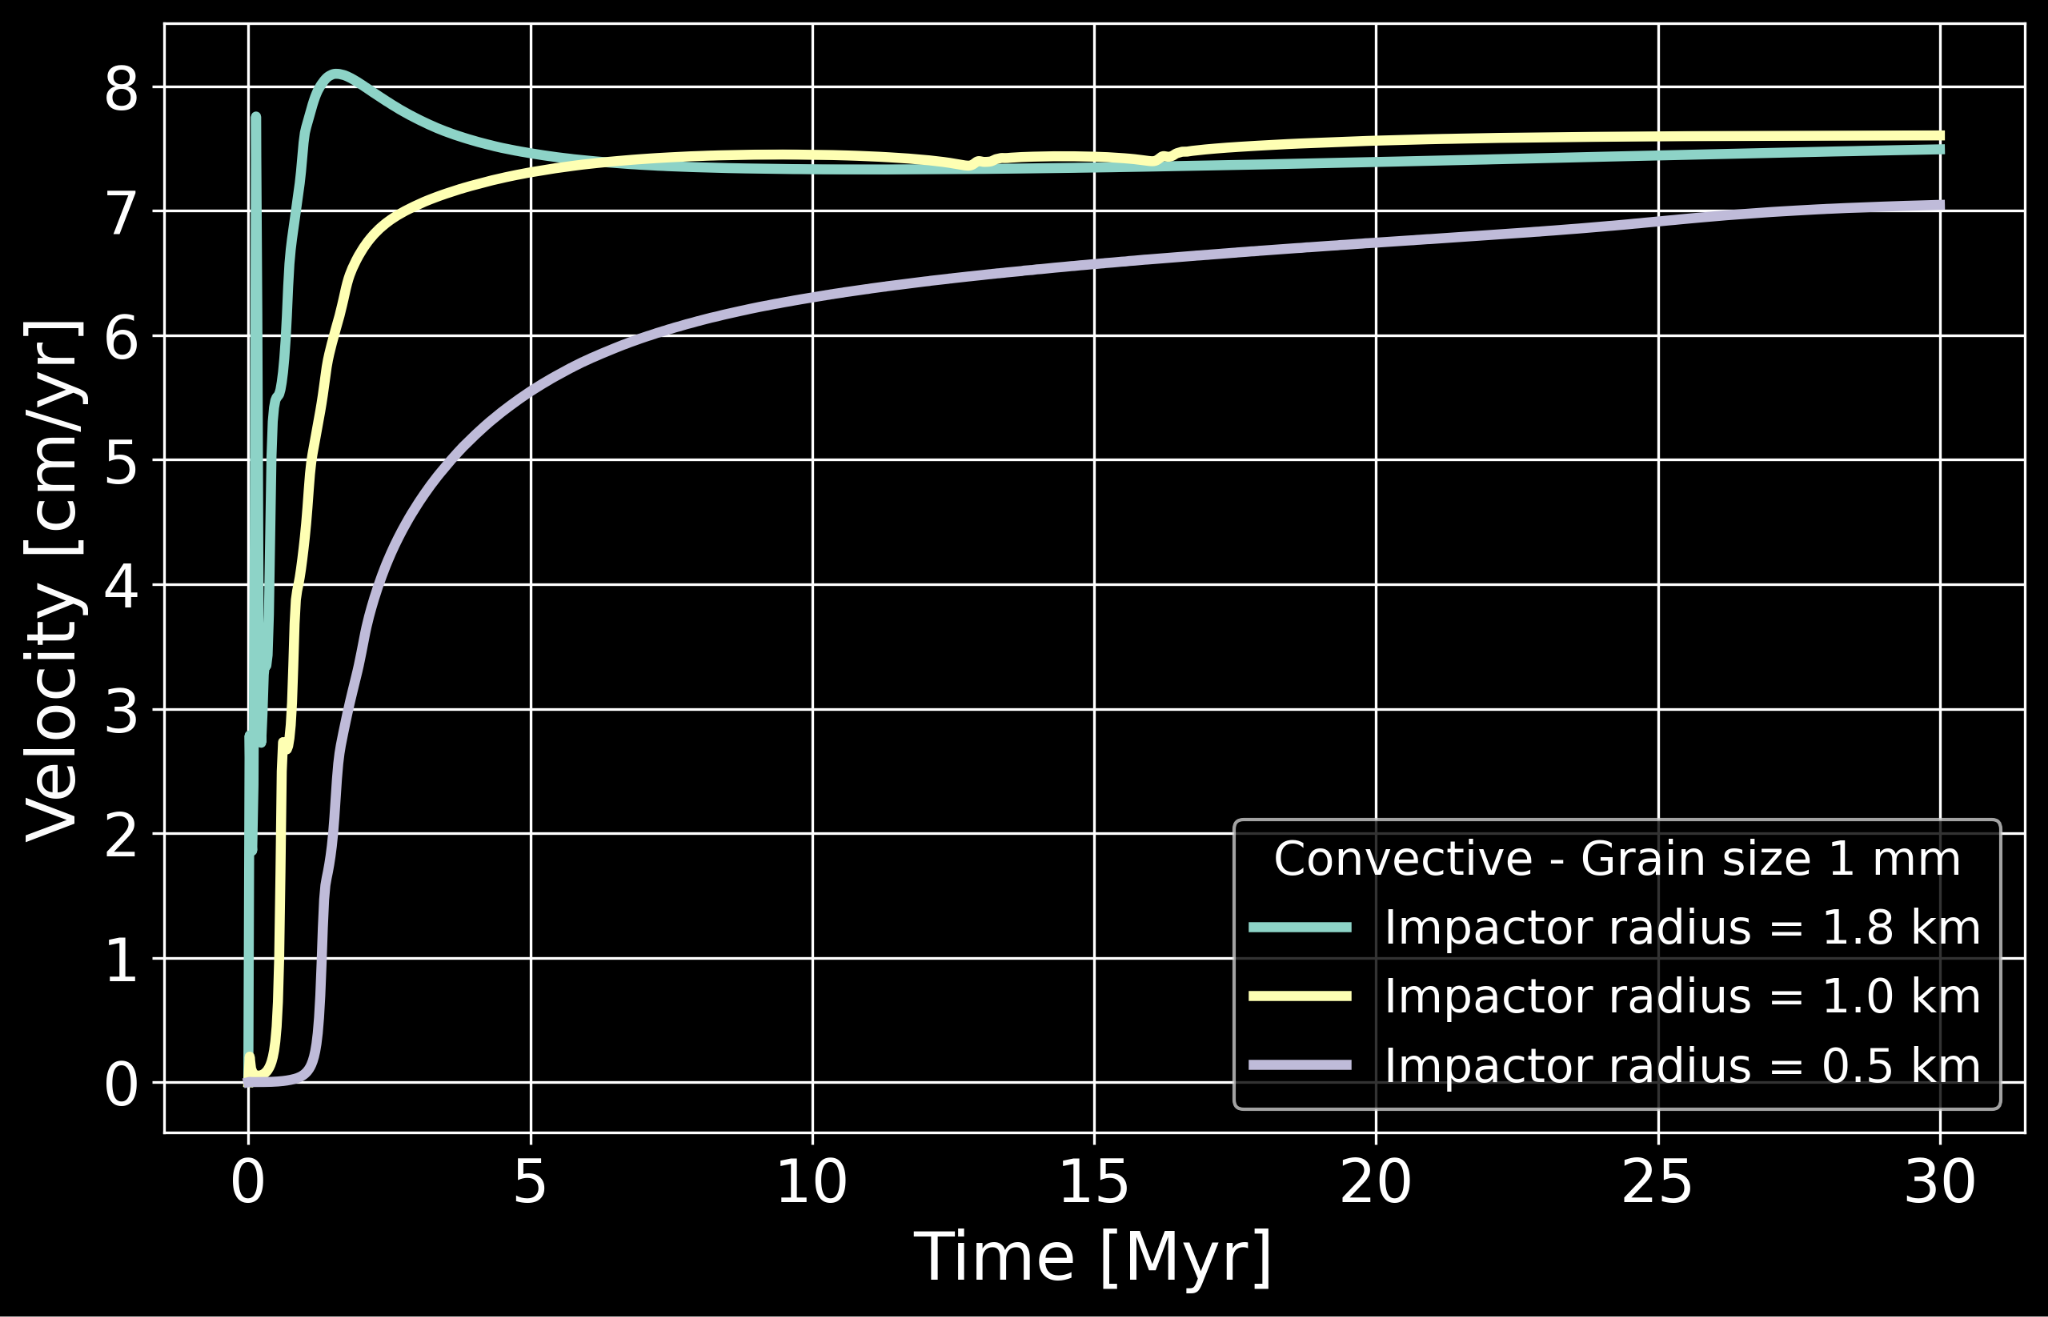 8
7
6
5
4
3
2
1
0
Velocity [cm/yr]
Convective - Grain size 1 mm
Impactor radius = 1.8 km
Impactor radius = 1.0 km
Impactor radius = 0.5 km
0 5 10 15 20 25 30
Time [Myr]